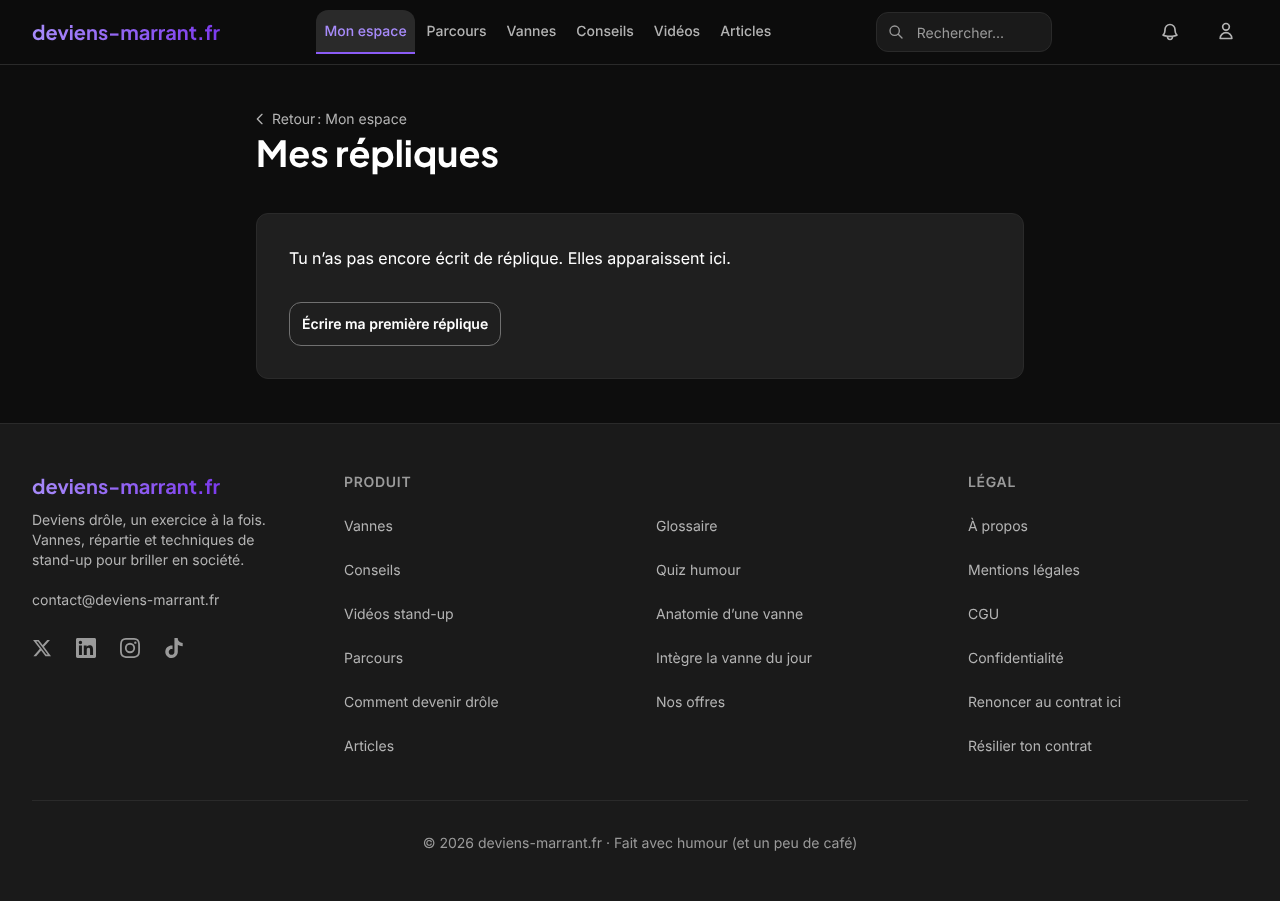 deviens-marrant.fr
Mon espace
Parcours
Vannes
Conseils
Vidéos
Articles
Rechercher...
Retour : Mon espace
Mes répliques
Tu n’as pas encore écrit de réplique. Elles apparaissent ici.
Écrire ma première réplique
deviens-marrant.fr
Deviens drôle, un exercice à la fois.
Vannes, répartie et techniques de
stand-up pour briller en société.
contact@deviens-marrant.fr
PRODUIT
Vannes
Conseils
Vidéos stand-up
Parcours
Comment devenir drôle
Articles
Glossaire
Quiz humour
Anatomie d’une vanne
Intègre la vanne du jour
Nos offres
LÉGAL
À propos
Mentions légales
CGU
Confidentialité
Renoncer au contrat ici
Résilier ton contrat
© 2026 deviens-marrant.fr · Fait avec humour (et un peu de café)